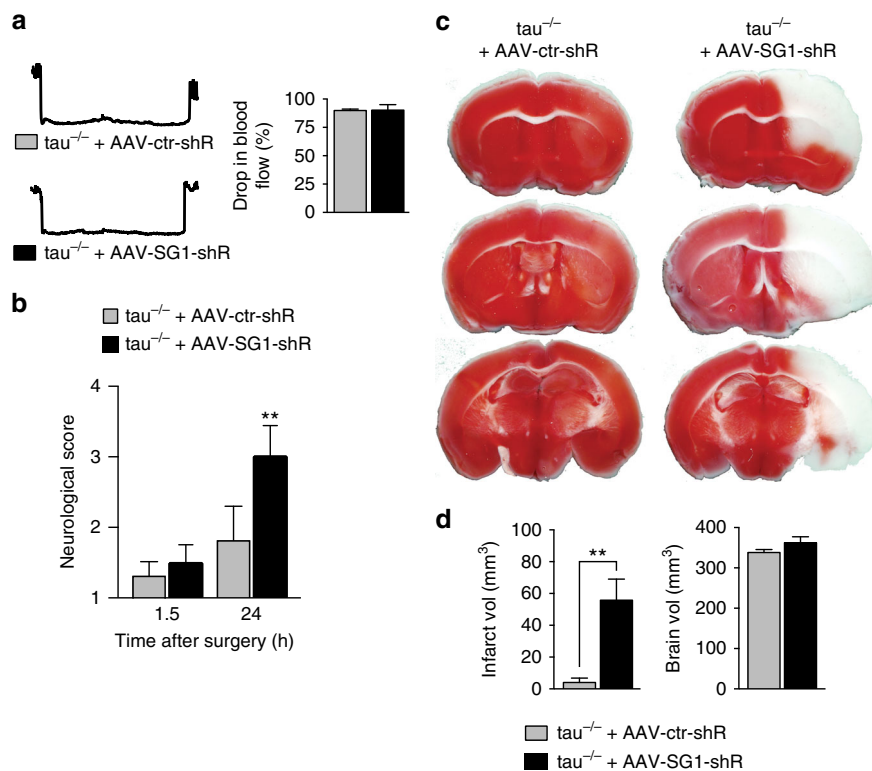 a
tau−/− + AAV-ctr-shR
tau−/− + AAV-SG1-shR
Drop in blood
flow (%)
100
75
50
25
0
b
tau−/− + AAV-ctr-shR
tau−/− + AAV-SG1-shR
Neurological score
4
3
2
1
**
1.5
24
Time after surgery (h)
c
tau−/−
+ AAV-ctr-shR
tau−/−
+ AAV-SG1-shR
d
Infarct vol (mm³)
100
80
60
40
20
0
**
Brain vol (mm³)
400
300
200
100
0
tau−/− + AAV-ctr-shR
tau−/− + AAV-SG1-shR